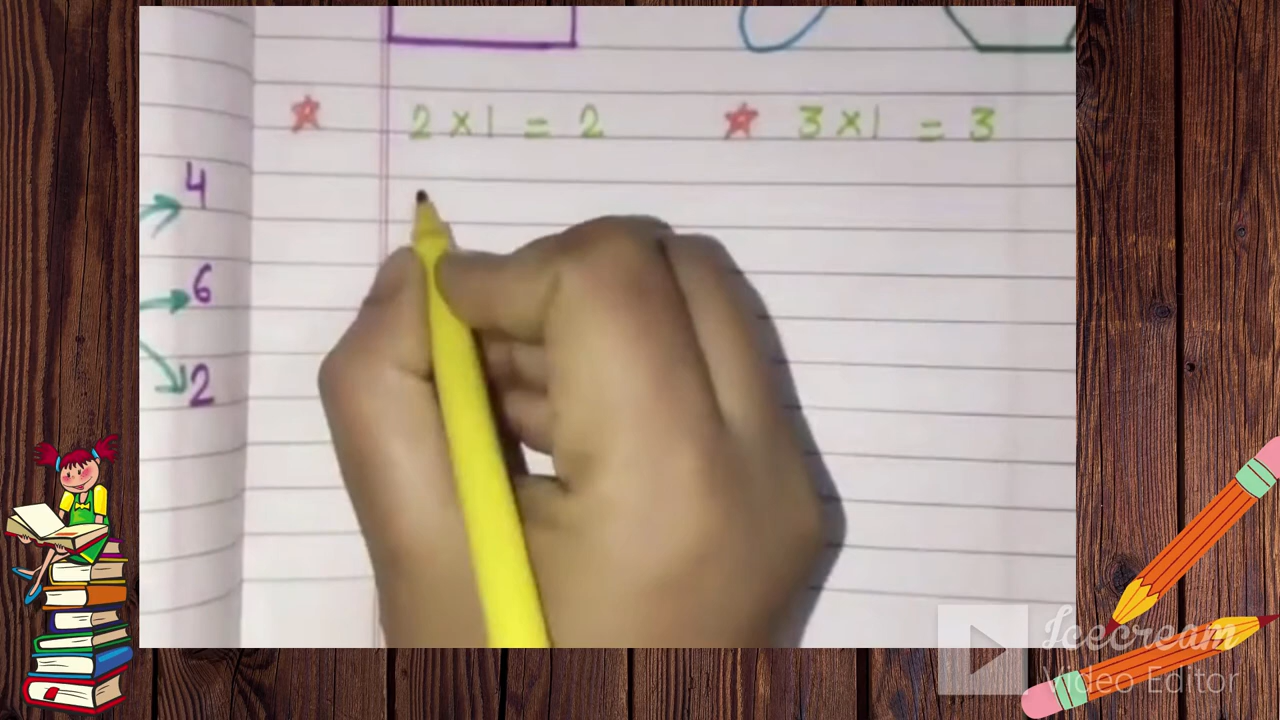 2 × 1 = 2 3 × 1 = 3
4
6
2
Icecream
Video Editor